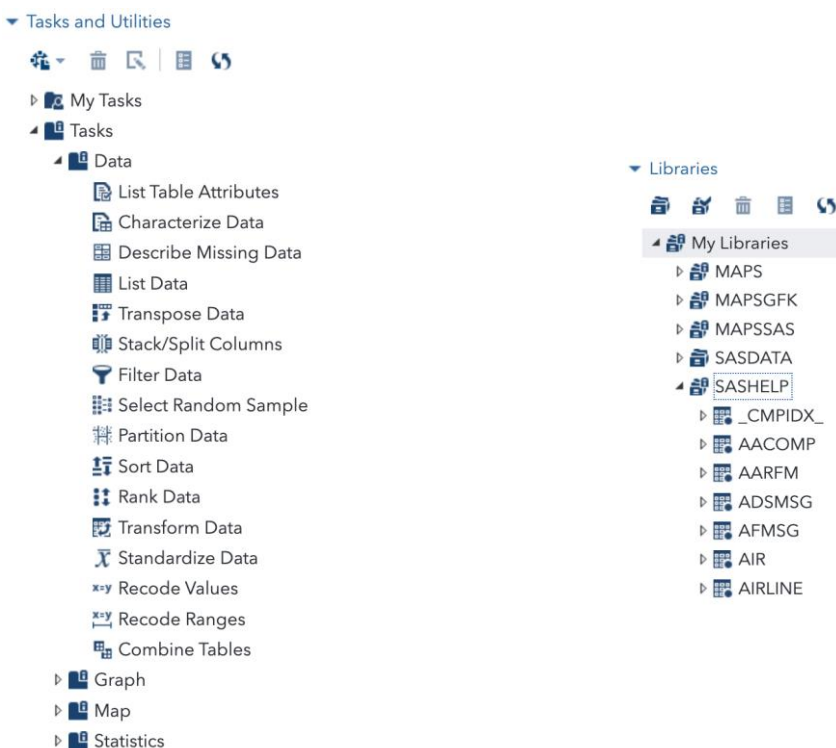 Tasks and Utilities
My Tasks
Tasks
Data
List Table Attributes
Characterize Data
Describe Missing Data
List Data
Transpose Data
Stack/Split Columns
Filter Data
Select Random Sample
Partition Data
Sort Data
Rank Data
Transform Data
Standardize Data
x=y Recode Values
x=y Recode Ranges
Combine Tables
Graph
Map
Statistics
Libraries
My Libraries
MAPS
MAPSGFK
MAPSSAS
SASDATA
SASHELP
_CMPIDX_
AACOMP
AARFM
ADSMSG
AFMSG
AIR
AIRLINE